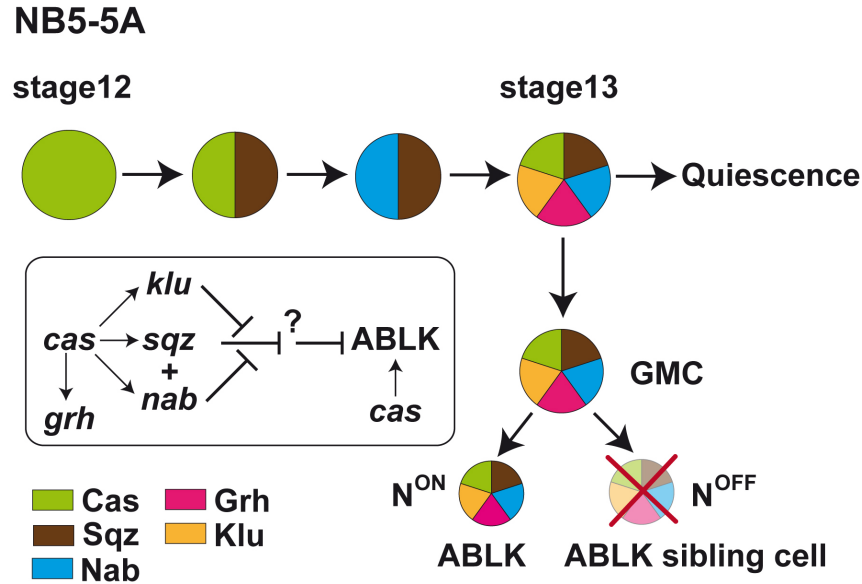 NB5-5A
stage12 stage13
Quiescence
klu
cas sqz ? ABLK
+
nab
grh cas
GMC
N^ON N^OFF
ABLK ABLK sibling cell
Cas Grh
Sqz Klu
Nab